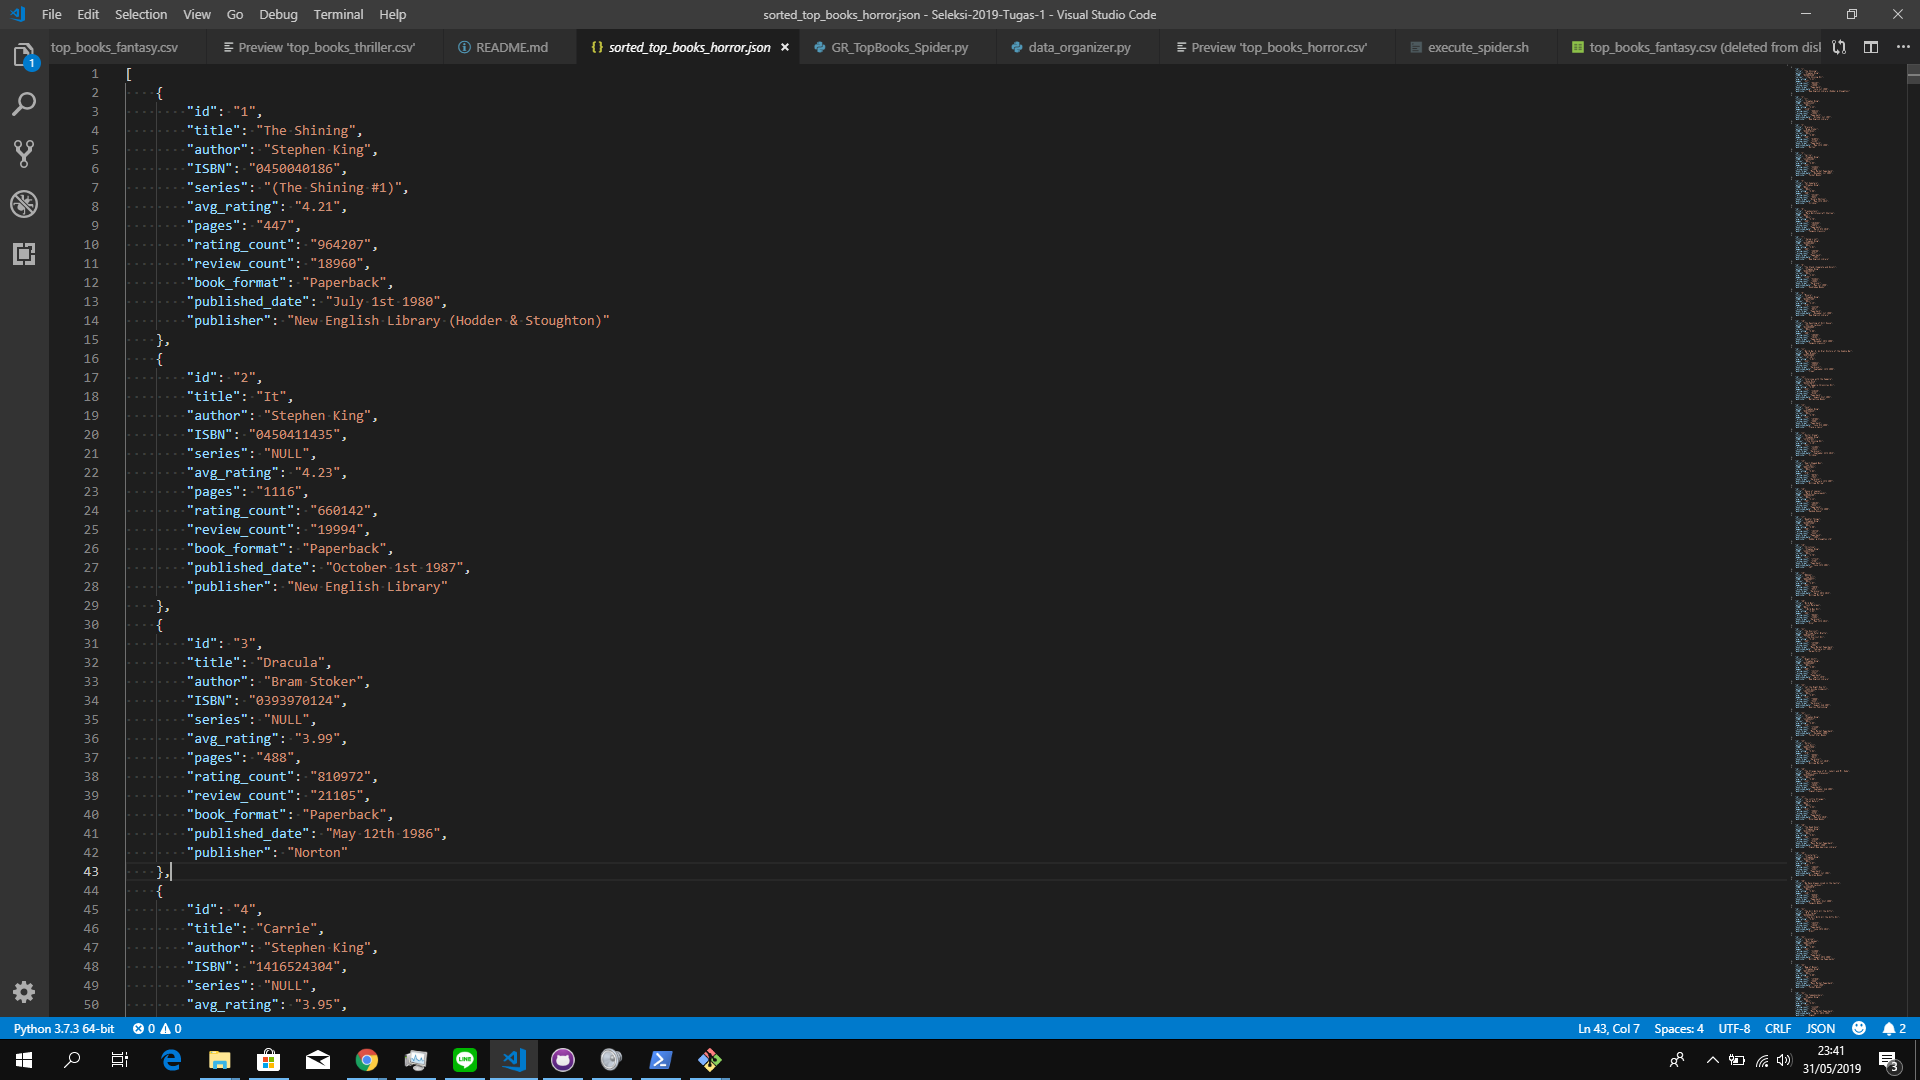 File Edit Selection View Go Debug Terminal Help
sorted_top_books_horror.json - Seleksi-2019-Tugas-1 - Visual Studio Code
top_books_fantasy.csv
Preview 'top_books_thriller.csv'
README.md
{} sorted_top_books_horror.json
GR_TopBooks_Spider.py
data_organizer.py
Preview 'top_books_horror.csv'
execute_spider.sh
top_books_fantasy.csv (deleted from disk
1
1 [
2 {
3 "id": "1",
4 "title": "The Shining",
5 "author": "Stephen King",
6 "ISBN": "0450040186",
7 "series": "(The Shining #1)",
8 "avg_rating": "4.21",
9 "pages": "447",
10 "rating_count": "964207",
11 "review_count": "18960",
12 "book_format": "Paperback",
13 "published_date": "July 1st 1980",
14 "publisher": "New English Library (Hodder & Stoughton)"
15 },
16 {
17 "id": "2",
18 "title": "It",
19 "author": "Stephen King",
20 "ISBN": "0450411435",
21 "series": "NULL",
22 "avg_rating": "4.23",
23 "pages": "1116",
24 "rating_count": "660142",
25 "review_count": "19994",
26 "book_format": "Paperback",
27 "published_date": "October 1st 1987",
28 "publisher": "New English Library"
29 },
30 {
31 "id": "3",
32 "title": "Dracula",
33 "author": "Bram Stoker",
34 "ISBN": "0393970124",
35 "series": "NULL",
36 "avg_rating": "3.99",
37 "pages": "488",
38 "rating_count": "810972",
39 "review_count": "21105",
40 "book_format": "Paperback",
41 "published_date": "May 12th 1986",
42 "publisher": "Norton"
43 },
44 {
45 "id": "4",
46 "title": "Carrie",
47 "author": "Stephen King",
48 "ISBN": "1416524304",
49 "series": "NULL",
50 "avg_rating": "3.95",
Python 3.7.3 64-bit 0 0
Ln 43, Col 7 Spaces: 4 UTF-8 CRLF JSON 2
LINE
23:41
31/05/2019
3